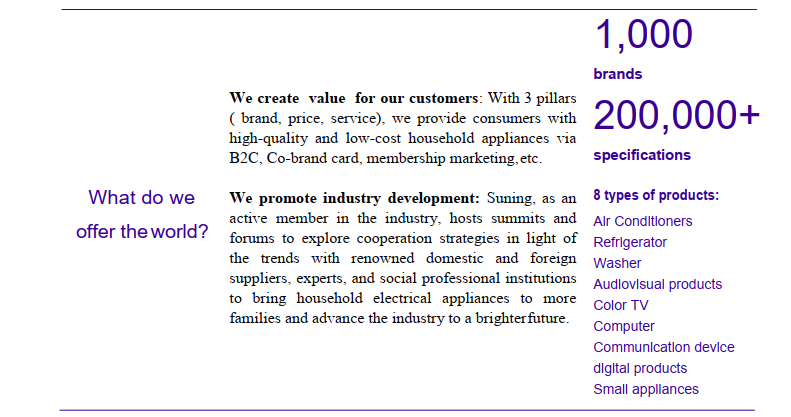 What do we
offer the world?
We create value for our customers: With 3 pillars
( brand, price, service), we provide consumers with
high-quality and low-cost household appliances via
B2C, Co-brand card, membership marketing, etc.
We promote industry development: Suning, as an
active member in the industry, hosts summits and
forums to explore cooperation strategies in light of
the trends with renowned domestic and foreign
suppliers, experts, and social professional institutions
to bring household electrical appliances to more
families and advance the industry to a brighter future.
1,000
brands
200,000+
specifications
8 types of products:
Air Conditioners
Refrigerator
Washer
Audiovisual products
Color TV
Computer
Communication device
digital products
Small appliances